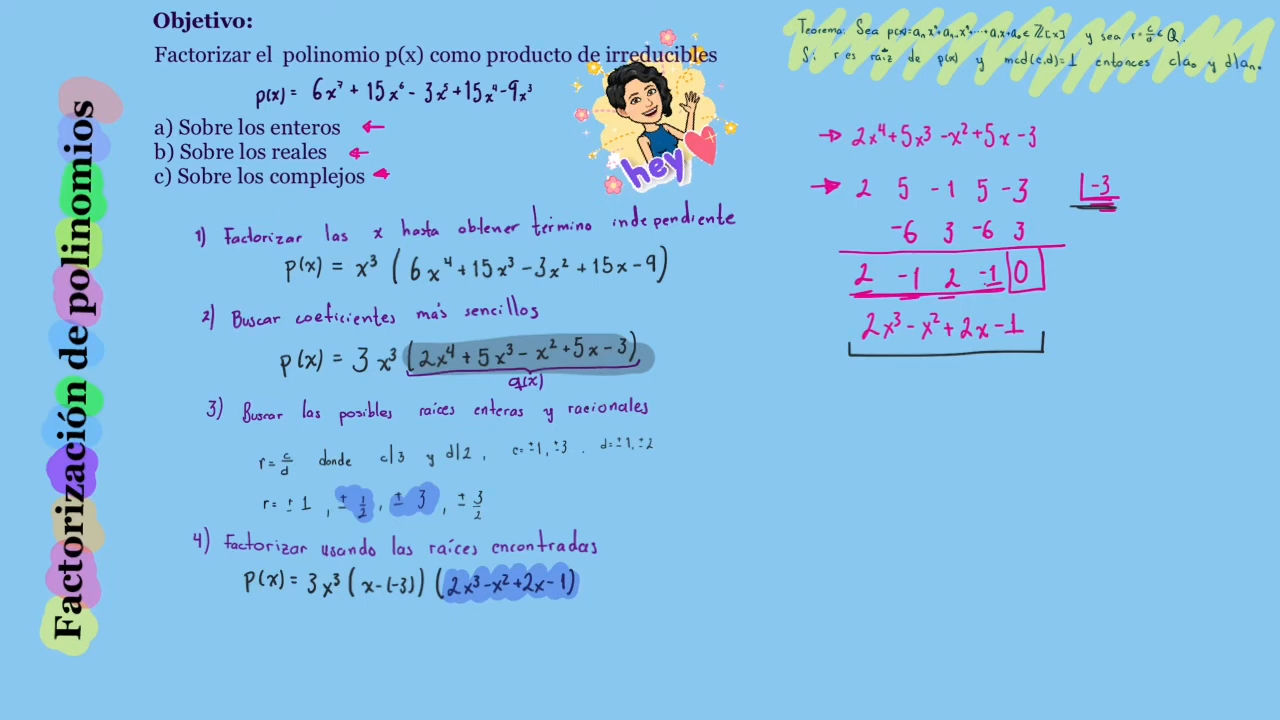 Factorización de polinomios
Objetivo:
Factorizar el polinomio p(x) como producto de irreducibles
p(x) = 6x⁷ + 15x⁶ - 3x⁵ + 15x⁴ - 9x³
a) Sobre los enteros ←
b) Sobre los reales ←
c) Sobre los complejos ←
hey
1) Factorizar las x hasta obtener término independiente
p(x) = x³ (6x⁴ + 15x³ - 3x² + 15x - 9)
2) Buscar coeficientes más sencillos
p(x) = 3x³ (2x⁴ + 5x³ - x² + 5x - 3)
q(x)
3) Buscar las posibles raíces enteras y racionales
r = c/d donde c|3 y d|2, c = ±1, ±3. d = ±1, ±2
r = ±1, ±1/2, ±3, ±3/2
4) Factorizar usando las raíces encontradas
p(x) = 3x³ (x-(-3)) (2x³ - x² + 2x - 1)
Teorema: Sea p(x) = aₙxⁿ + aₙ₋₁xⁿ⁻¹ + ... + a₁x + a₀ ∈ ℤ[x] y sea r = c/d ∈ ℚ.
Si r es raíz de p(x) y mcd(c,d)=1 entonces c|a₀ y d|aₙ.
→ 2x⁴ + 5x³ - x² + 5x - 3
→ 2 5 -1 5 -3 |-3
-6 3 -6 3
2 -1 2 -1 0
2x³ - x² + 2x - 1